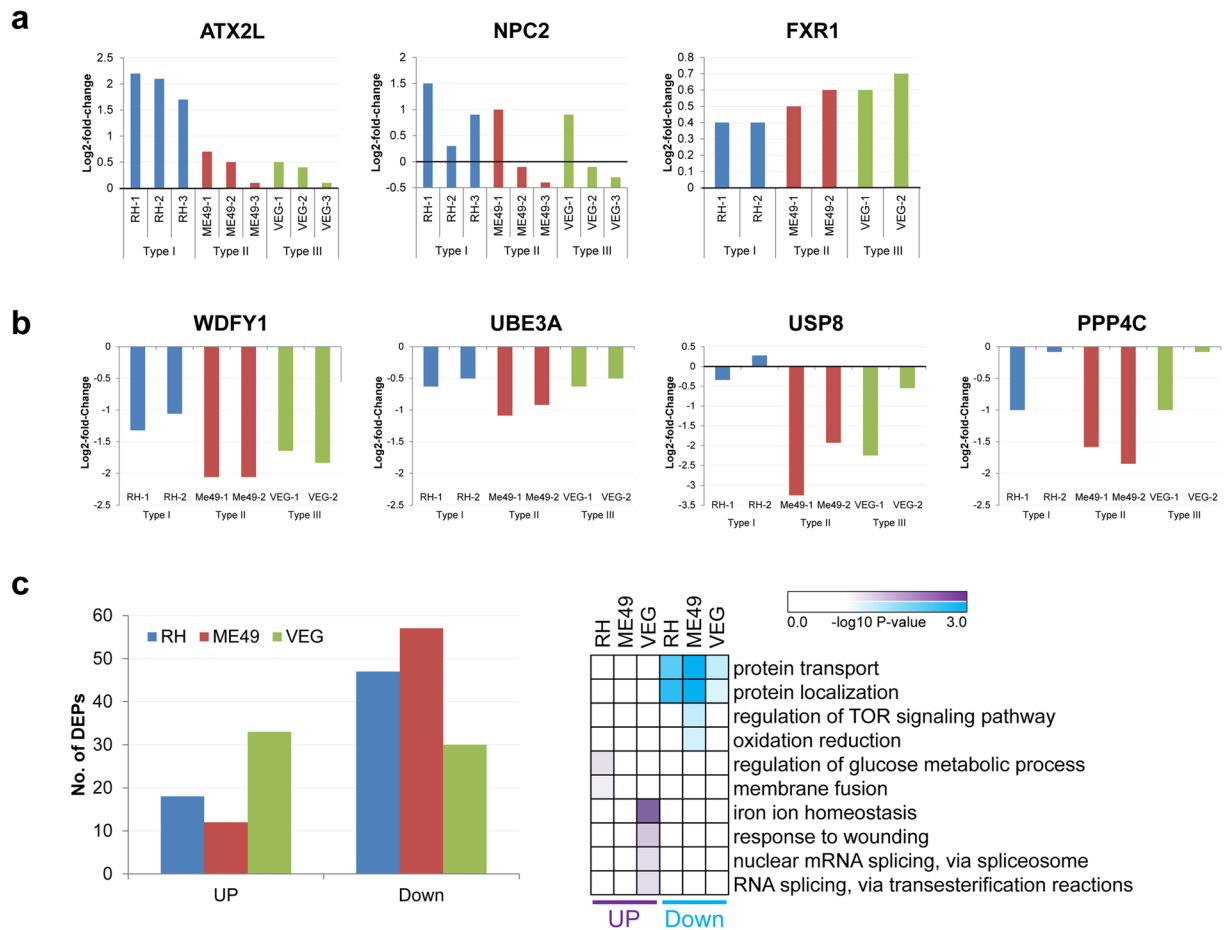 a
ATX2L
Log2-fold-change
2.5
2
1.5
1
0.5
0
RH-1 RH-2 RH-3 ME49-1 ME49-2 ME49-3 VEG-1 VEG-2 VEG-3
Type I Type II Type III
NPC2
Log2-fold-change
2
1.5
1
0.5
0
-0.5
RH-1 RH-2 RH-3 ME49-1 ME49-2 ME49-3 VEG-1 VEG-2 VEG-3
Type I Type II Type III
FXR1
Log2-fold-change
0.8
0.7
0.6
0.5
0.4
0.3
0.2
0.1
0
RH-1 RH-2 ME49-1 ME49-2 VEG-1 VEG-2
Type I Type II Type III
b
WDFY1
Log2-fold-Change
0
-0.5
-1
-1.5
-2
-2.5
RH-1 RH-2 Me49-1 Me49-2 VEG-1 VEG-2
Type I Type II Type III
UBE3A
Log2-fold-Change
0
-0.5
-1
-1.5
-2
-2.5
RH-1 RH-2 Me49-1 Me49-2 VEG-1 VEG-2
Type I Type II Type III
USP8
Log2-fold-Change
0.5
0
-0.5
-1
-1.5
-2
-2.5
-3
-3.5
RH-1 RH-2 Me49-1 Me49-2 VEG-1 VEG-2
Type I Type II Type III
PPP4C
Log2-fold-Change
0
-0.5
-1
-1.5
-2
-2.5
RH-1 RH-2 Me49-1 Me49-2 VEG-1 VEG-2
Type I Type II Type III
c
No. of DEPs
60
50
40
30
20
10
0
RH ME49 VEG
UP Down
0.0 -log10 P-value 3.0
RH ME49 VEG RH ME49 VEG
protein transport
protein localization
regulation of TOR signaling pathway
oxidation reduction
regulation of glucose metabolic process
membrane fusion
iron ion homeostasis
response to wounding
nuclear mRNA splicing, via spliceosome
RNA splicing, via transesterification reactions
UP Down